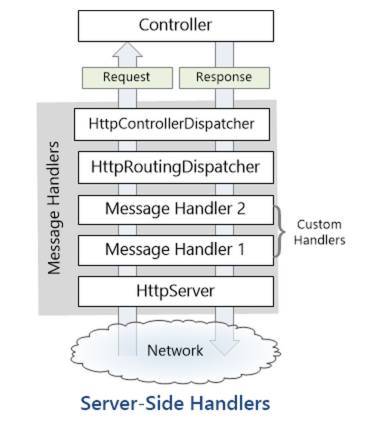 Controller
Request
Response
Message Handlers
HttpControllerDispatcher
HttpRoutingDispatcher
Message Handler 2
Message Handler 1
Custom
Handlers
HttpServer
Network
Server-Side Handlers